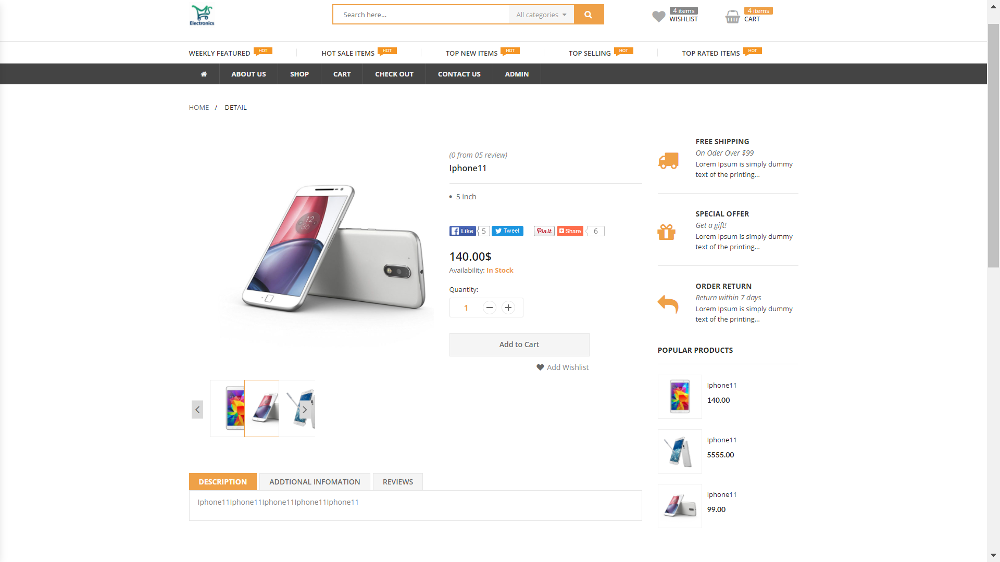 Electronics
Search here...
All categories
4 items
WISHLIST
4 items
CART
WEEKLY FEATURED HOT
HOT SALE ITEMS HOT
TOP NEW ITEMS HOT
TOP SELLING HOT
TOP RATED ITEMS HOT
ABOUT US
SHOP
CART
CHECK OUT
CONTACT US
ADMIN
HOME / DETAIL
(0 from 05 review)
Iphone11
• 5 inch
Like 5
Tweet
Pin it
Share 6
140.00$
Availability: In Stock
Quantity:
1
Add to Cart
Add Wishlist
12
36
DESCRIPTION
ADDTIONAL INFOMATION
REVIEWS
Iphone11Iphone11Iphone11Iphone11Iphone11
FREE SHIPPING
On Oder Over $99
Lorem Ipsum is simply dummy
text of the printing...
SPECIAL OFFER
Get a gift!
Lorem Ipsum is simply dummy
text of the printing...
ORDER RETURN
Return within 7 days
Lorem Ipsum is simply dummy
text of the printing...
POPULAR PRODUCTS
Iphone11
140.00
Iphone11
5555.00
Iphone11
99.00